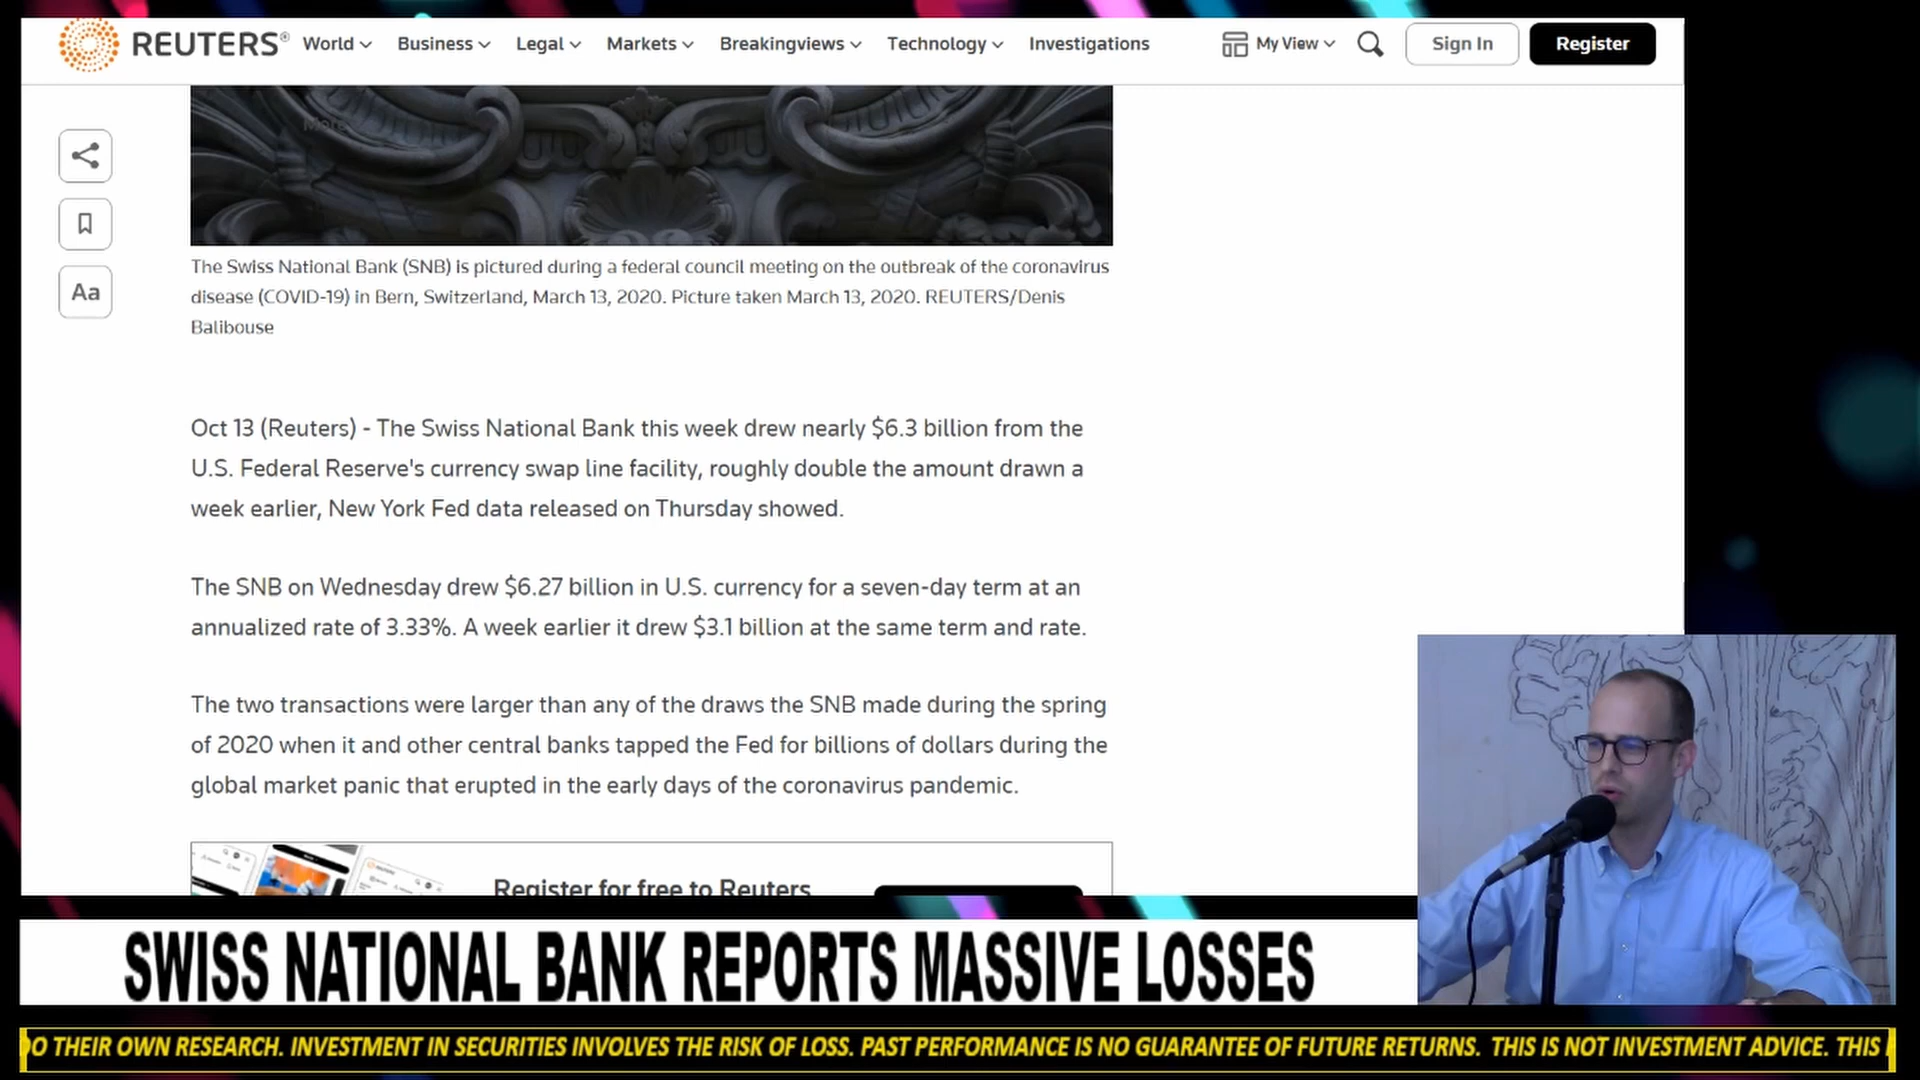 REUTERS®
World
Business
Legal
Markets
Breakingviews
Technology
Investigations
My View
Sign In
Register
More
Aa
The Swiss National Bank (SNB) is pictured during a federal council meeting on the outbreak of the coronavirus
disease (COVID-19) in Bern, Switzerland, March 13, 2020. Picture taken March 13, 2020. REUTERS/Denis
Balibouse
Oct 13 (Reuters) - The Swiss National Bank this week drew nearly $6.3 billion from the
U.S. Federal Reserve's currency swap line facility, roughly double the amount drawn a
week earlier, New York Fed data released on Thursday showed.
The SNB on Wednesday drew $6.27 billion in U.S. currency for a seven-day term at an
annualized rate of 3.33%. A week earlier it drew $3.1 billion at the same term and rate.
The two transactions were larger than any of the draws the SNB made during the spring
of 2020 when it and other central banks tapped the Fed for billions of dollars during the
global market panic that erupted in the early days of the coronavirus pandemic.
Register for free to Reuters
SWISS NATIONAL BANK REPORTS MASSIVE LOSSES
DO THEIR OWN RESEARCH. INVESTMENT IN SECURITIES INVOLVES THE RISK OF LOSS. PAST PERFORMANCE IS NO GUARANTEE OF FUTURE RETURNS. THIS IS NOT INVESTMENT ADVICE. THIS